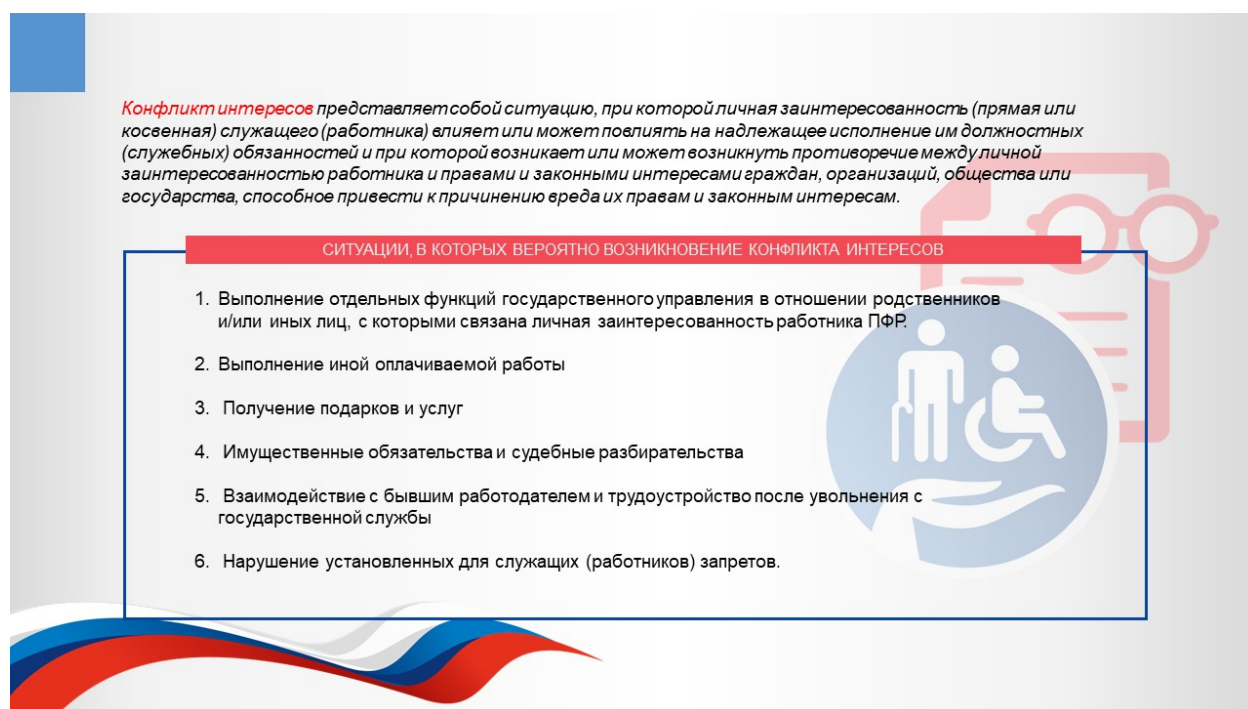 Конфликт интересов представляет собой ситуацию, при которой личная заинтересованность (прямая или
косвенная) служащего (работника) влияет или может повлиять на надлежащее исполнение им должностных
(служебных) обязанностей и при которой возникает или может возникнуть противоречие между личной
заинтересованностью работника и правами и законными интересами граждан, организаций, общества или
государства, способное привести к причинению вреда их правам и законным интересам.
СИТУАЦИИ, В КОТОРЫХ ВЕРОЯТНО ВОЗНИКНОВЕНИЕ КОНФЛИКТА ИНТЕРЕСОВ
1. Выполнение отдельных функций государственного управления в отношении родственников
и/или иных лиц, с которыми связана личная заинтересованность работника ПФР.
2. Выполнение иной оплачиваемой работы
3. Получение подарков и услуг
4. Имущественные обязательства и судебные разбирательства
5. Взаимодействие с бывшим работодателем и трудоустройство после увольнения с
государственной службы
6. Нарушение установленных для служащих (работников) запретов.